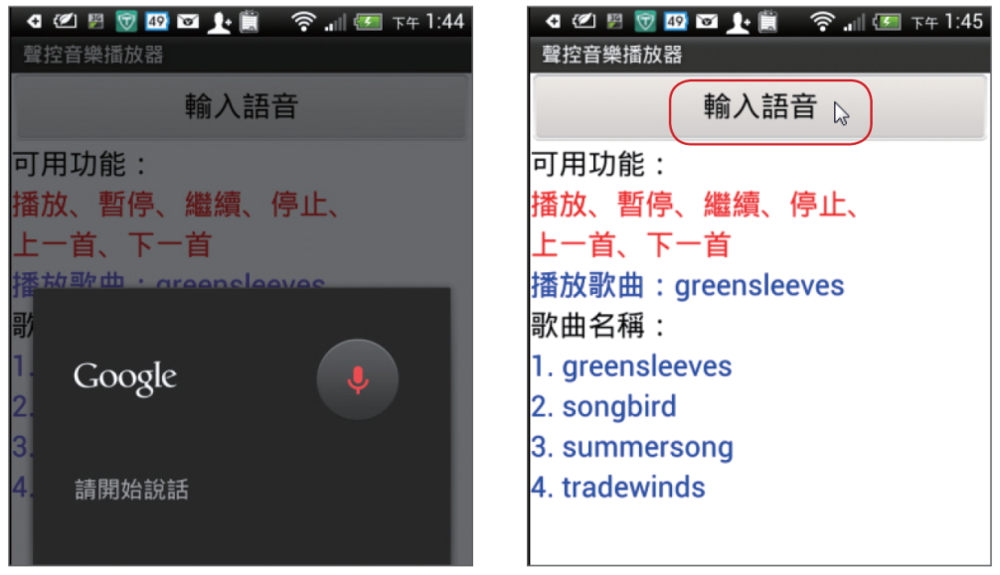 49 下午 1:44
聲控音樂播放器
輸入語音
可用功能：
播放、暫停、繼續、停止、
上一首、下一首
播放歌曲：greensleeves
歌
1.
2.
3.
4.
Google
請開始說話
49 下午 1:45
聲控音樂播放器
輸入語音
可用功能：
播放、暫停、繼續、停止、
上一首、下一首
播放歌曲：greensleeves
歌曲名稱：
1. greensleeves
2. songbird
3. summersong
4. tradewinds